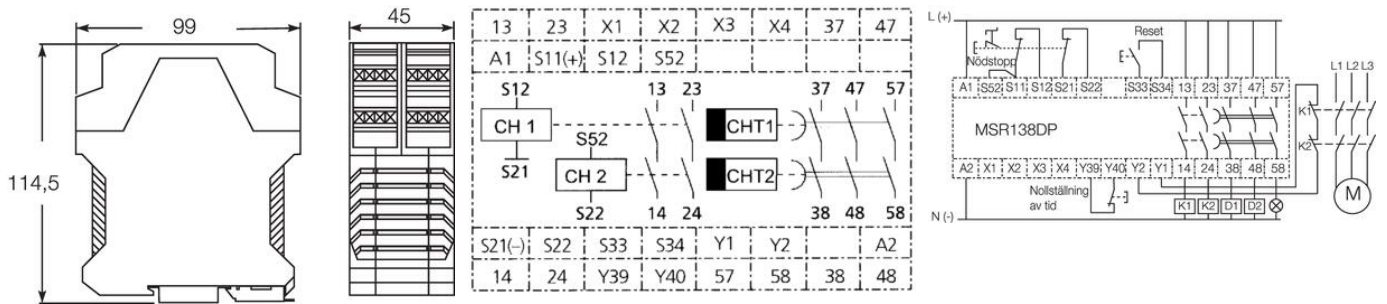 99
114,5
45
13 23 X1 X2 X3 X4 37 47
A1 S11(+) S12 S52
S12 13 23 37 47 57
CH 1 CHT1
S52
S21 CH 2 CHT2
S22 14 24 38 48 58
S21(–) S22 S33 S34 Y1 Y2 A2
14 24 Y39 Y40 57 58 38 48
L (+)
Reset
Nödstopp
L1 L2 L3
A1 S52 S11 S12 S21 S22 S33 S34 13 23 37 47 57
K1
MSR138DP
K2
A2 X1 X2 X3 X4 Y39 Y40 Y2 Y1 14 24 38 48 58
Nollställning
av tid
K1 K2 D1 D2
M
N (-)